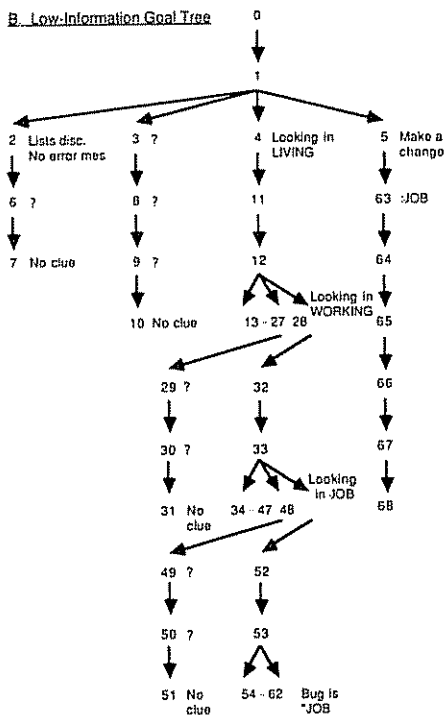 B. Low-Information Goal Tree
0
1
2 Lists disc. 3 ? 4 Looking in 5 Make a
No error mes LIVING change
6 ? 8 ? 11 63 :JOB
7 No clue 9 ? 12 64
Looking in
10 No clue 13 - 27 28 WORKING 65
29 ? 32 66
30 ? 33 67
Looking
31 No 34 - 47 48 in JOB 68
clue
49 ? 52
50 ? 53
51 No 54 - 62 Bug is
clue "JOB